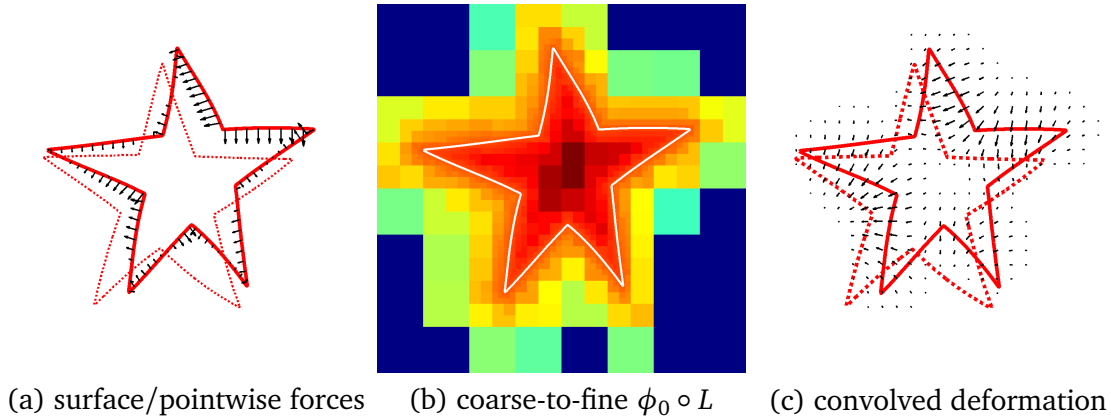 (a) surface/pointwise forces (b) coarse-to-fine ϕ₀ ∘ L (c) convolved deformation